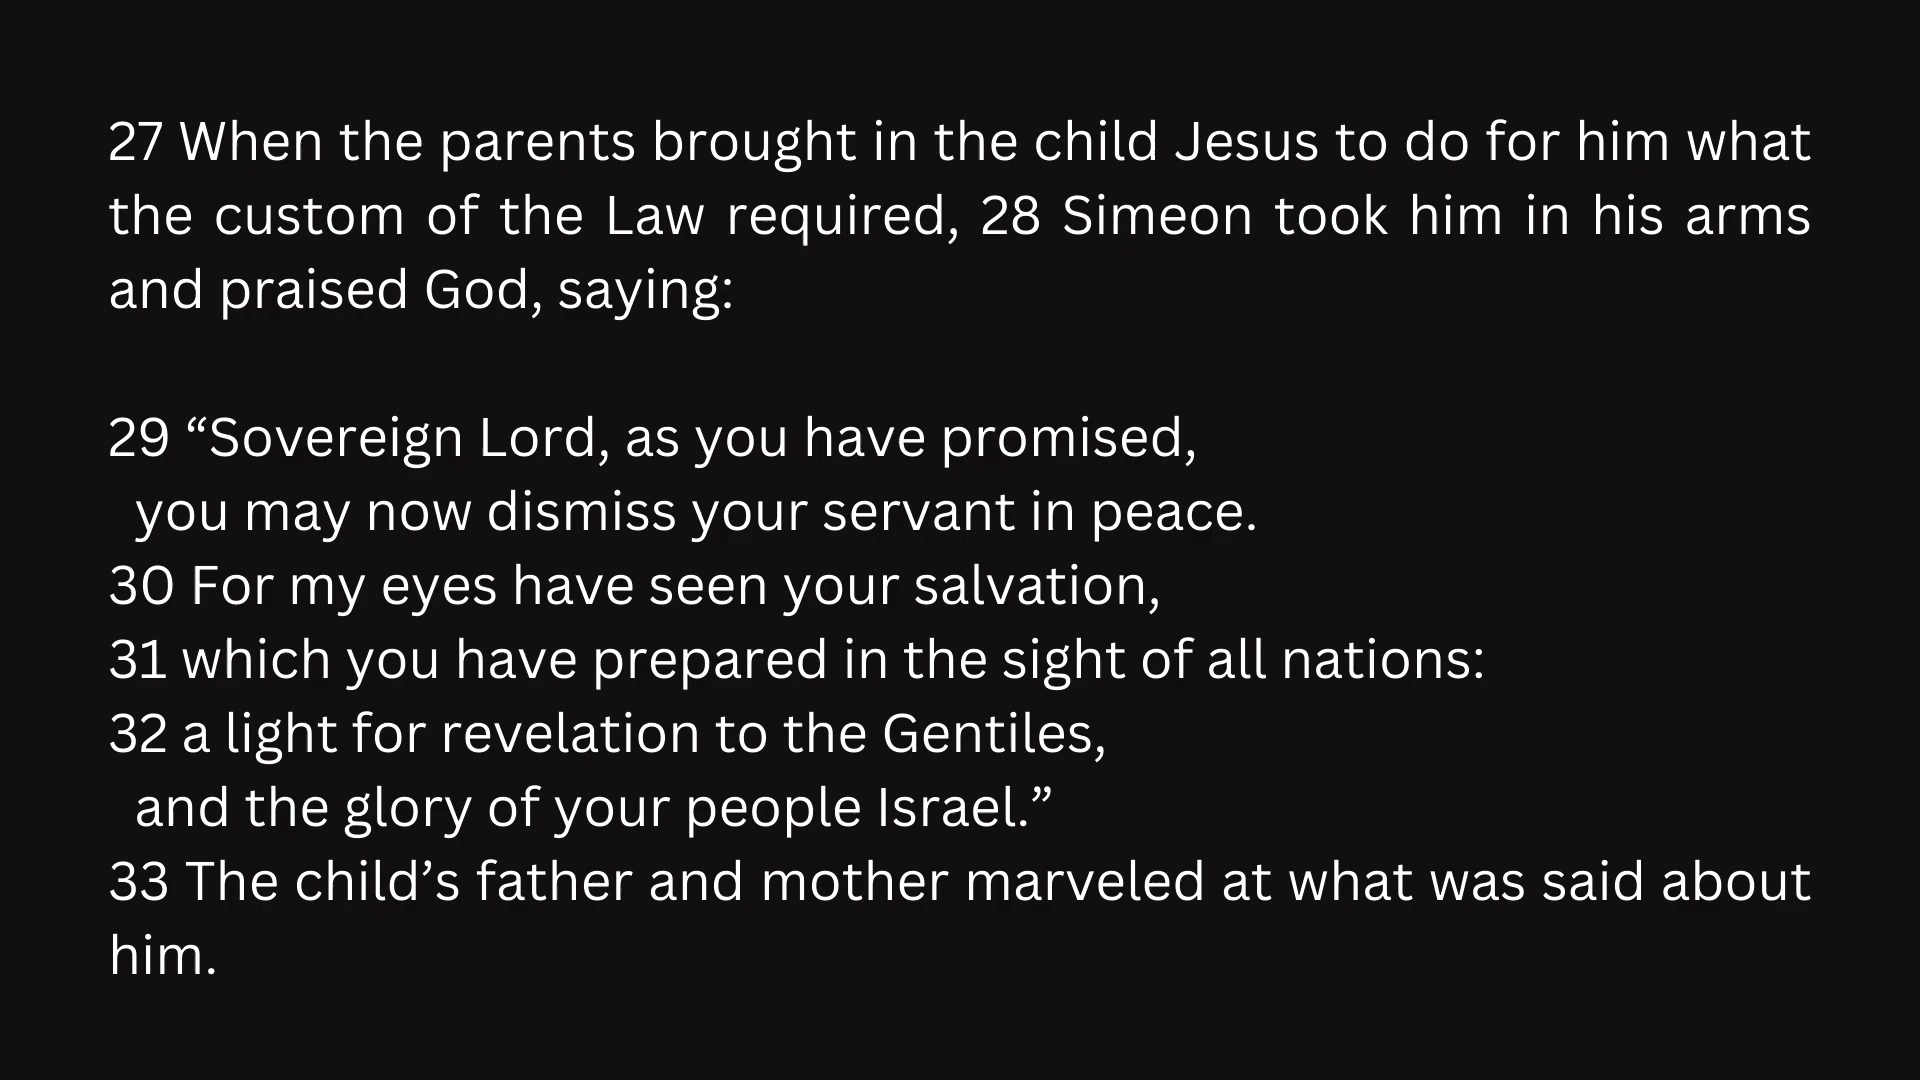 27 When the parents brought in the child Jesus to do for him what
the custom of the Law required, 28 Simeon took him in his arms
and praised God, saying:
29 “Sovereign Lord, as you have promised,
you may now dismiss your servant in peace.
30 For my eyes have seen your salvation,
31 which you have prepared in the sight of all nations:
32 a light for revelation to the Gentiles,
and the glory of your people Israel.”
33 The child’s father and mother marveled at what was said about
him.